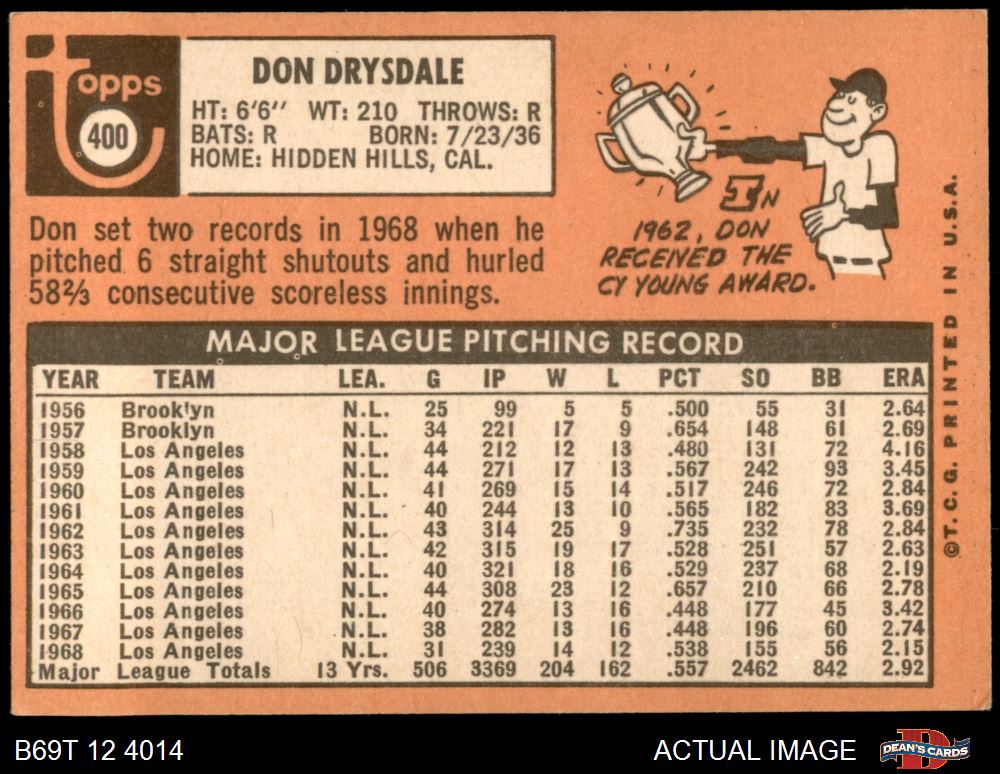 topps
400
DON DRYSDALE
HT: 6'6" WT: 210 THROWS: R
BATS: R BORN: 7/23/36
HOME: HIDDEN HILLS, CAL.
Don set two records in 1968 when he
pitched 6 straight shutouts and hurled
58⅔ consecutive scoreless innings.
IN
1962, DON
RECEIVED THE
CY YOUNG AWARD.
MAJOR LEAGUE PITCHING RECORD
YEAR TEAM LEA. G IP W L PCT SO BB ERA
1956 Brooklyn N.L. 25 99 5 5 .500 55 31 2.64
1957 Brooklyn N.L. 34 221 17 9 .654 148 61 2.69
1958 Los Angeles N.L. 44 212 12 13 .480 131 72 4.16
1959 Los Angeles N.L. 44 271 17 13 .567 242 93 3.45
1960 Los Angeles N.L. 41 269 15 14 .517 246 72 2.84
1961 Los Angeles N.L. 40 244 13 10 .565 182 83 3.69
1962 Los Angeles N.L. 43 314 25 9 .735 232 78 2.84
1963 Los Angeles N.L. 42 315 19 17 .528 251 57 2.63
1964 Los Angeles N.L. 40 321 18 16 .529 237 68 2.19
1965 Los Angeles N.L. 44 308 23 12 .657 210 66 2.78
1966 Los Angeles N.L. 40 274 13 16 .448 177 45 3.42
1967 Los Angeles N.L. 38 282 13 16 .448 196 60 2.74
1968 Los Angeles N.L. 31 239 14 12 .538 155 56 2.15
Major League Totals 13 Yrs. 506 3369 204 162 .557 2462 842 2.92
©T.C.G. PRINTED IN U.S.A.
B69T 12 4014
ACTUAL IMAGE
D
DEAN'S CARDS